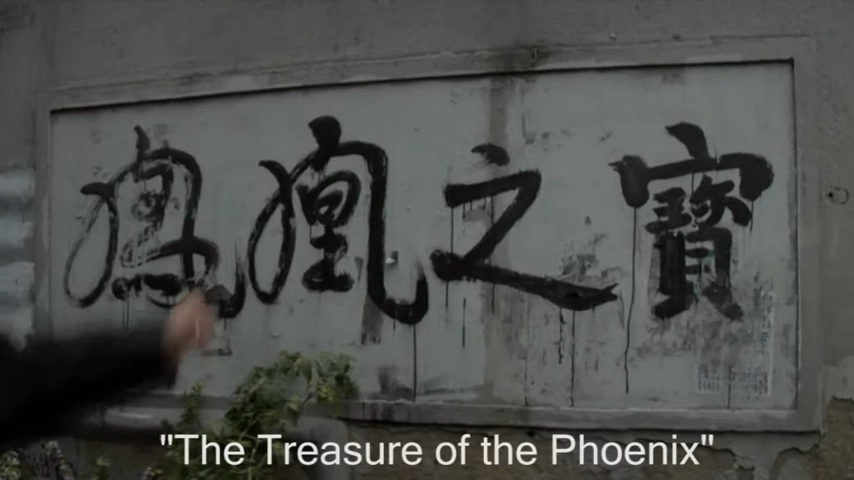 鳳凰之寶
"The Treasure of the Phoenix"